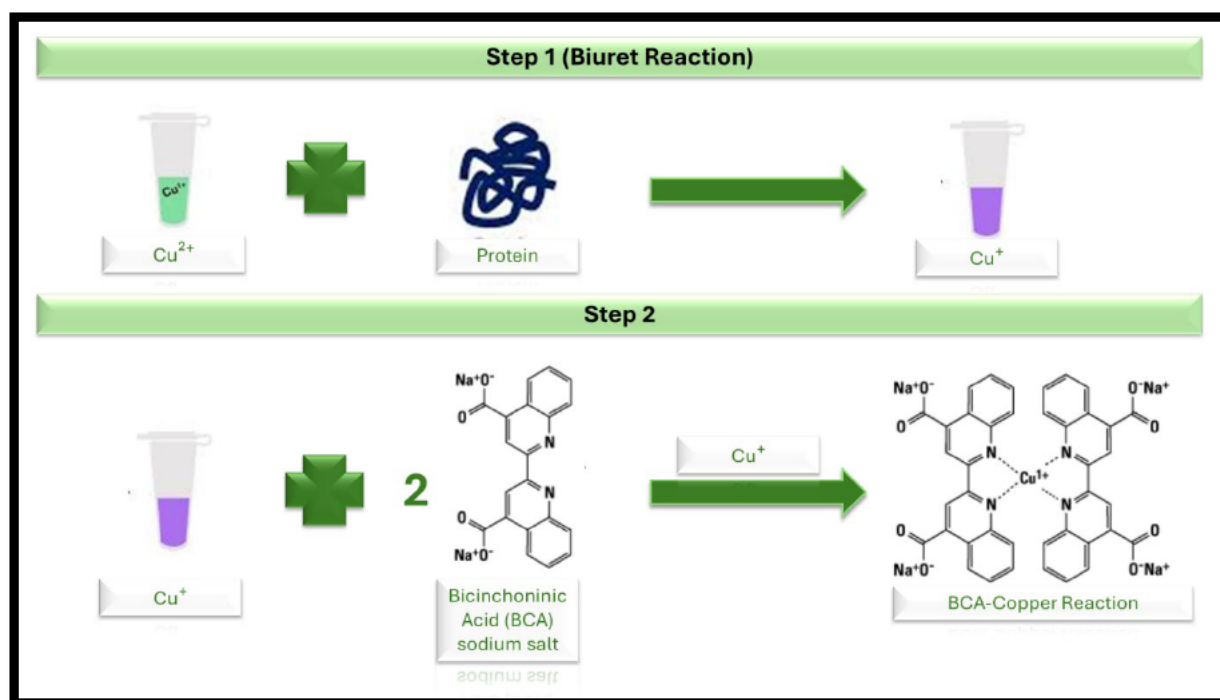 Step 1 (Biuret Reaction)
Cu¹⁺
Cu²⁺
Protein
Cu⁺
Step 2
Na⁺O⁻
O
N
N
O
Na⁺O⁻
2
Cu⁺
Na⁺O⁻
O⁻Na⁺
O
O
N
N
Cu¹⁺
N
N
O
O
Na⁺O⁻
O⁻Na⁺
Cu⁺
Bicinchoninic
Acid (BCA)
sodium salt
BCA-Copper Reaction